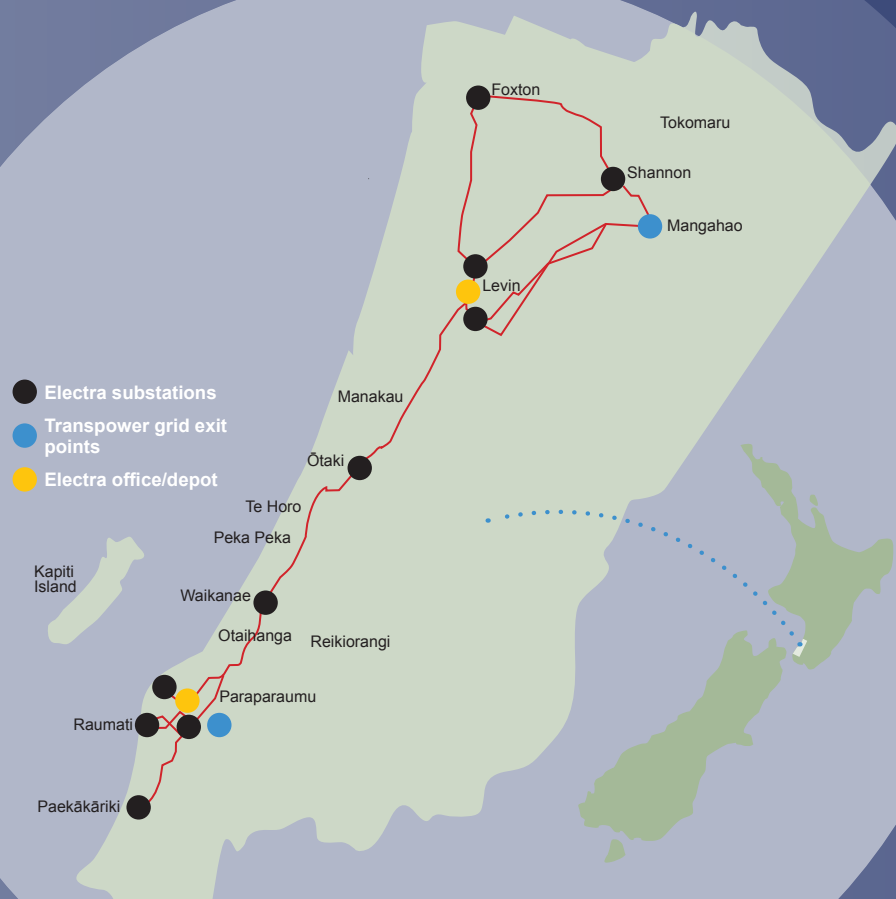 Foxton
Tokomaru
Shannon
Mangahao
Levin
Electra substations
Transpower grid exit
points
Electra office/depot
Manakau
Ōtaki
Te Horo
Peka Peka
Kapiti
Island
Waikanae
Otaihanga
Reikiorangi
Paraparaumu
Raumati
Paekākāriki